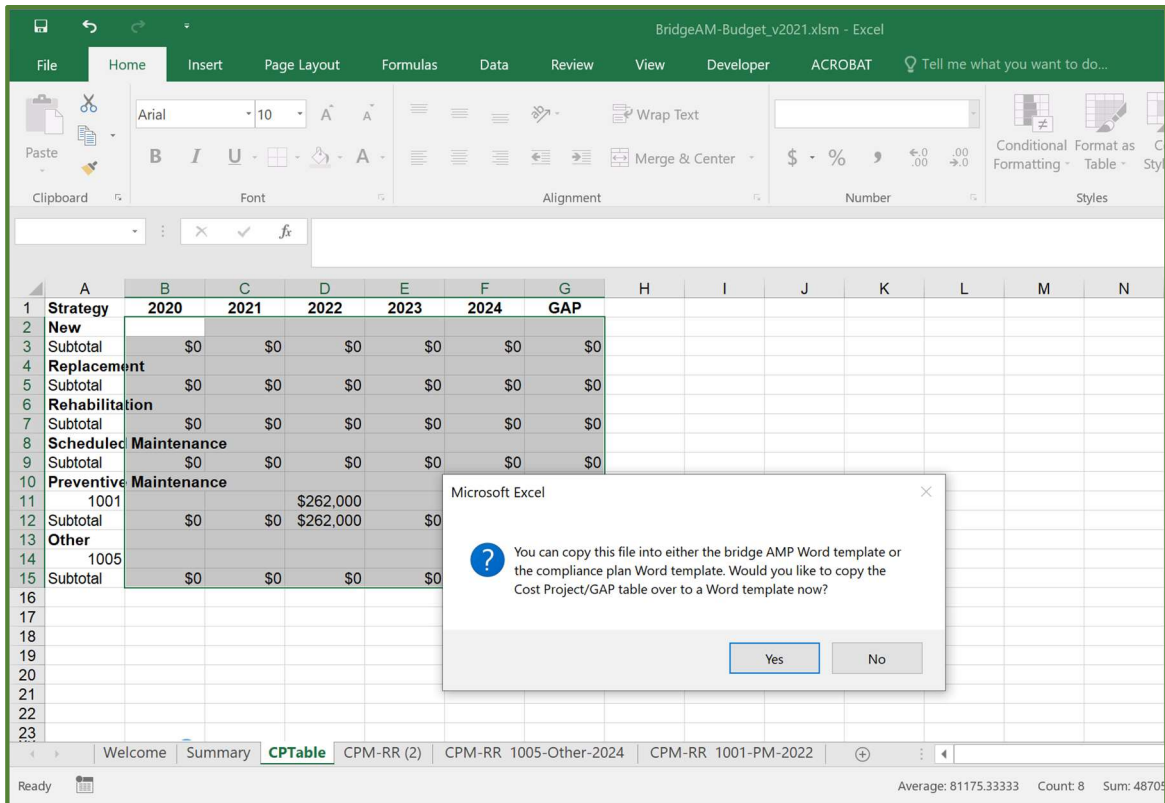 BridgeAM-Budget_v2021.xlsm - Excel
File Home Insert Page Layout Formulas Data Review View Developer ACROBAT Tell me what you want to do...
Arial 10 A A Wrap Text
Paste B I U A Merge & Center $ % , .0 .00 .00 .0 Conditional Formatting Format as Table
Clipboard Font Alignment Number Styles
fx
A B C D E F G H I J K L M N
1 Strategy 2020 2021 2022 2023 2024 GAP
2 New
3 Subtotal $0 $0 $0 $0 $0 $0
4 Replacement
5 Subtotal $0 $0 $0 $0 $0 $0
6 Rehabilitation
7 Subtotal $0 $0 $0 $0 $0 $0
8 Scheduled Maintenance
9 Subtotal $0 $0 $0 $0 $0 $0
10 Preventive Maintenance
11 1001 $262,000
12 Subtotal $0 $0 $262,000 $0
13 Other
14 1005
15 Subtotal $0 $0 $0 $0
16
17
18
19
20
21
22
23
Microsoft Excel
You can copy this file into either the bridge AMP Word template or
the compliance plan Word template. Would you like to copy the
Cost Project/GAP table over to a Word template now?
Yes No
Welcome Summary CPTable CPM-RR (2) CPM-RR 1005-Other-2024 CPM-RR 1001-PM-2022
Ready Average: 81175.33333 Count: 8 Sum: 48705